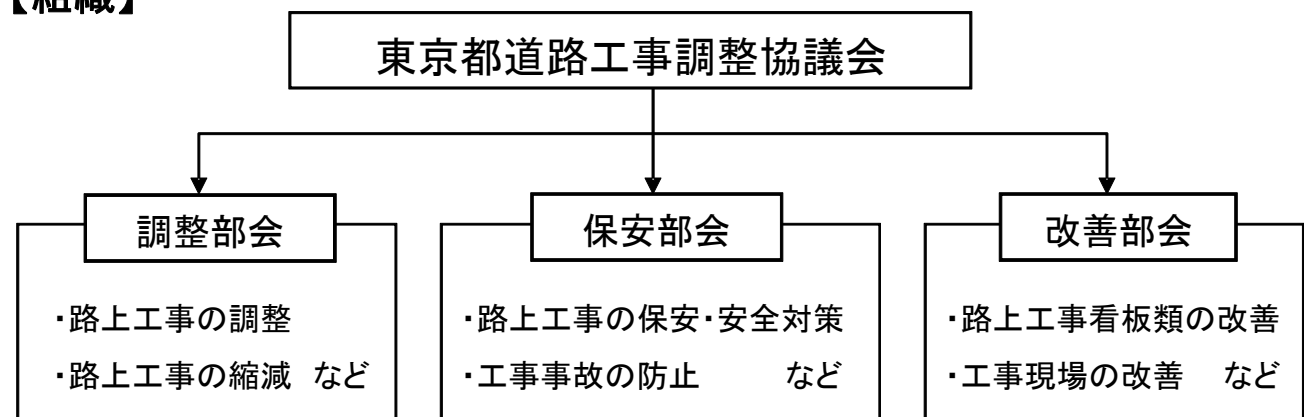 【組織】
東京都道路工事調整協議会
調整部会
・路上工事の調整
・路上工事の縮減 など
保安部会
・路上工事の保安・安全対策
・工事事故の防止 など
改善部会
・路上工事看板類の改善
・工事現場の改善 など